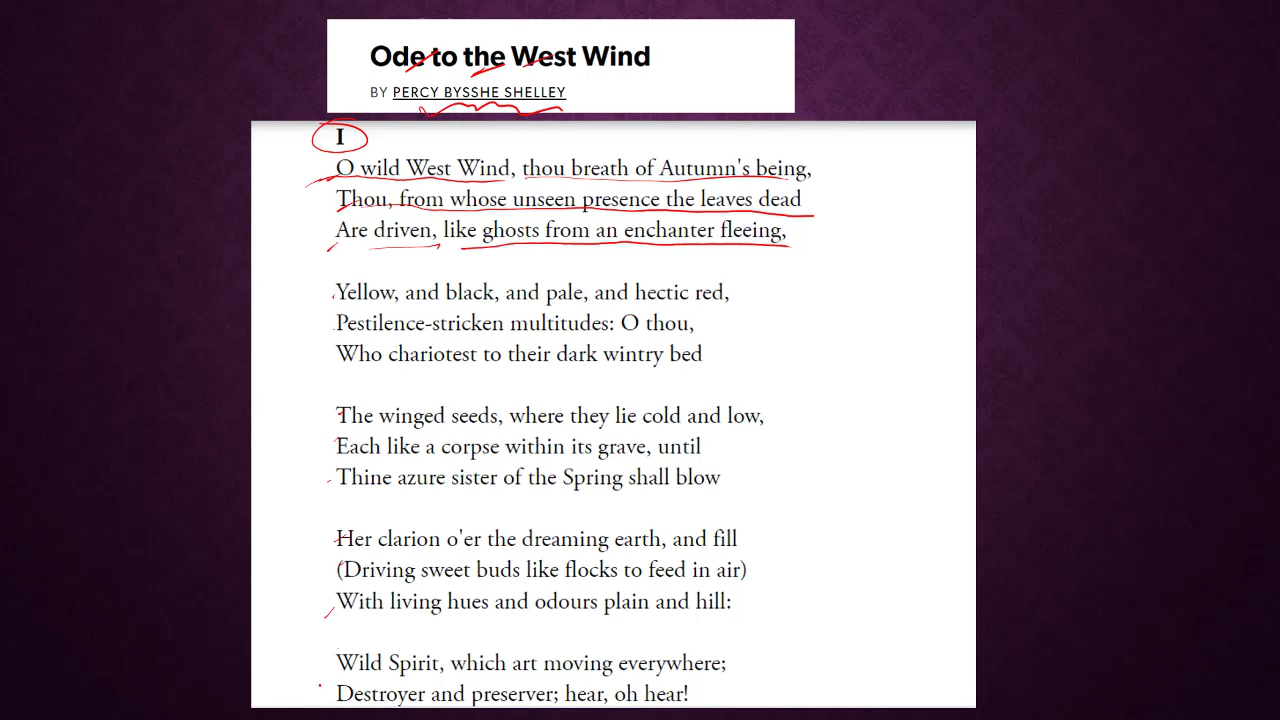 Ode to the West Wind
BY PERCY BYSSHE SHELLEY
I
O wild West Wind, thou breath of Autumn's being,
Thou, from whose unseen presence the leaves dead
Are driven, like ghosts from an enchanter fleeing,
Yellow, and black, and pale, and hectic red,
Pestilence-stricken multitudes: O thou,
Who chariotest to their dark wintry bed
The winged seeds, where they lie cold and low,
Each like a corpse within its grave, until
Thine azure sister of the Spring shall blow
Her clarion o'er the dreaming earth, and fill
(Driving sweet buds like flocks to feed in air)
With living hues and odours plain and hill:
Wild Spirit, which art moving everywhere;
Destroyer and preserver; hear, oh hear!